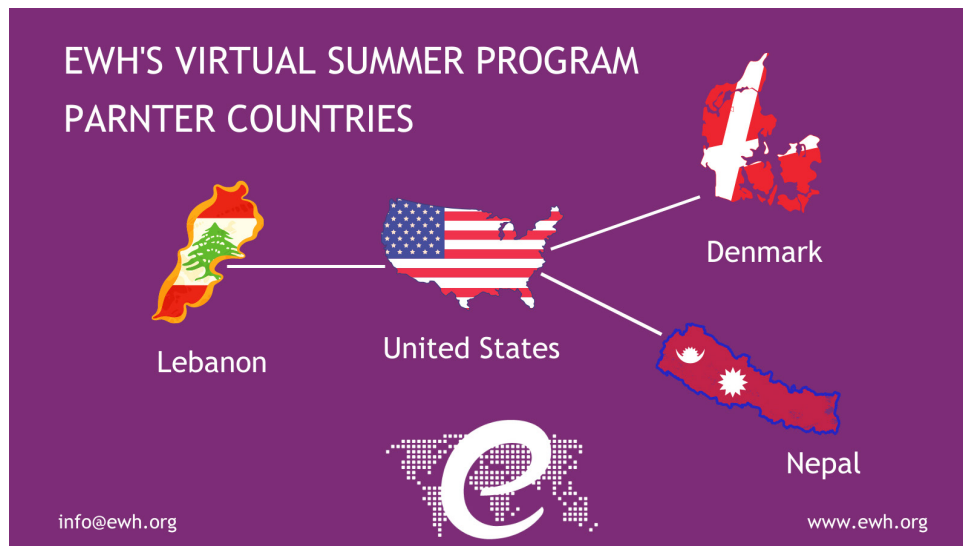 EWH'S VIRTUAL SUMMER PROGRAM
PARNTER COUNTRIES
Denmark
United States
Lebanon
Nepal
e
info@ewh.org
www.ewh.org